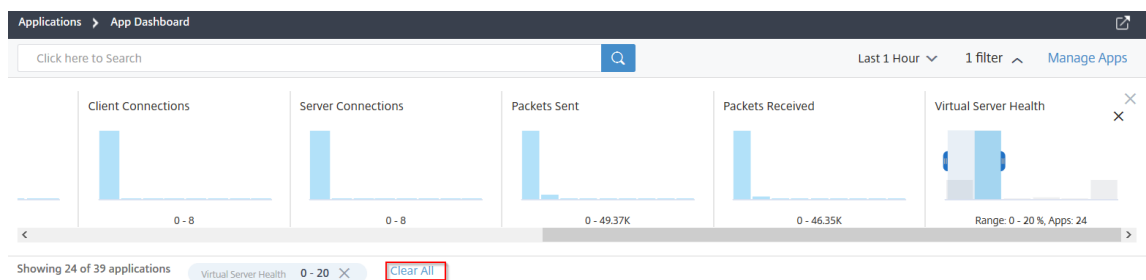 Applications > App Dashboard
Click here to Search
Last 1 Hour
1 filter
Manage Apps
Client Connections
Server Connections
Packets Sent
Packets Received
Virtual Server Health
0 - 8
0 - 8
0 - 49.37K
0 - 46.35K
Range: 0 - 20 %, Apps: 24
Showing 24 of 39 applications
Virtual Server Health 0 - 20
Clear All